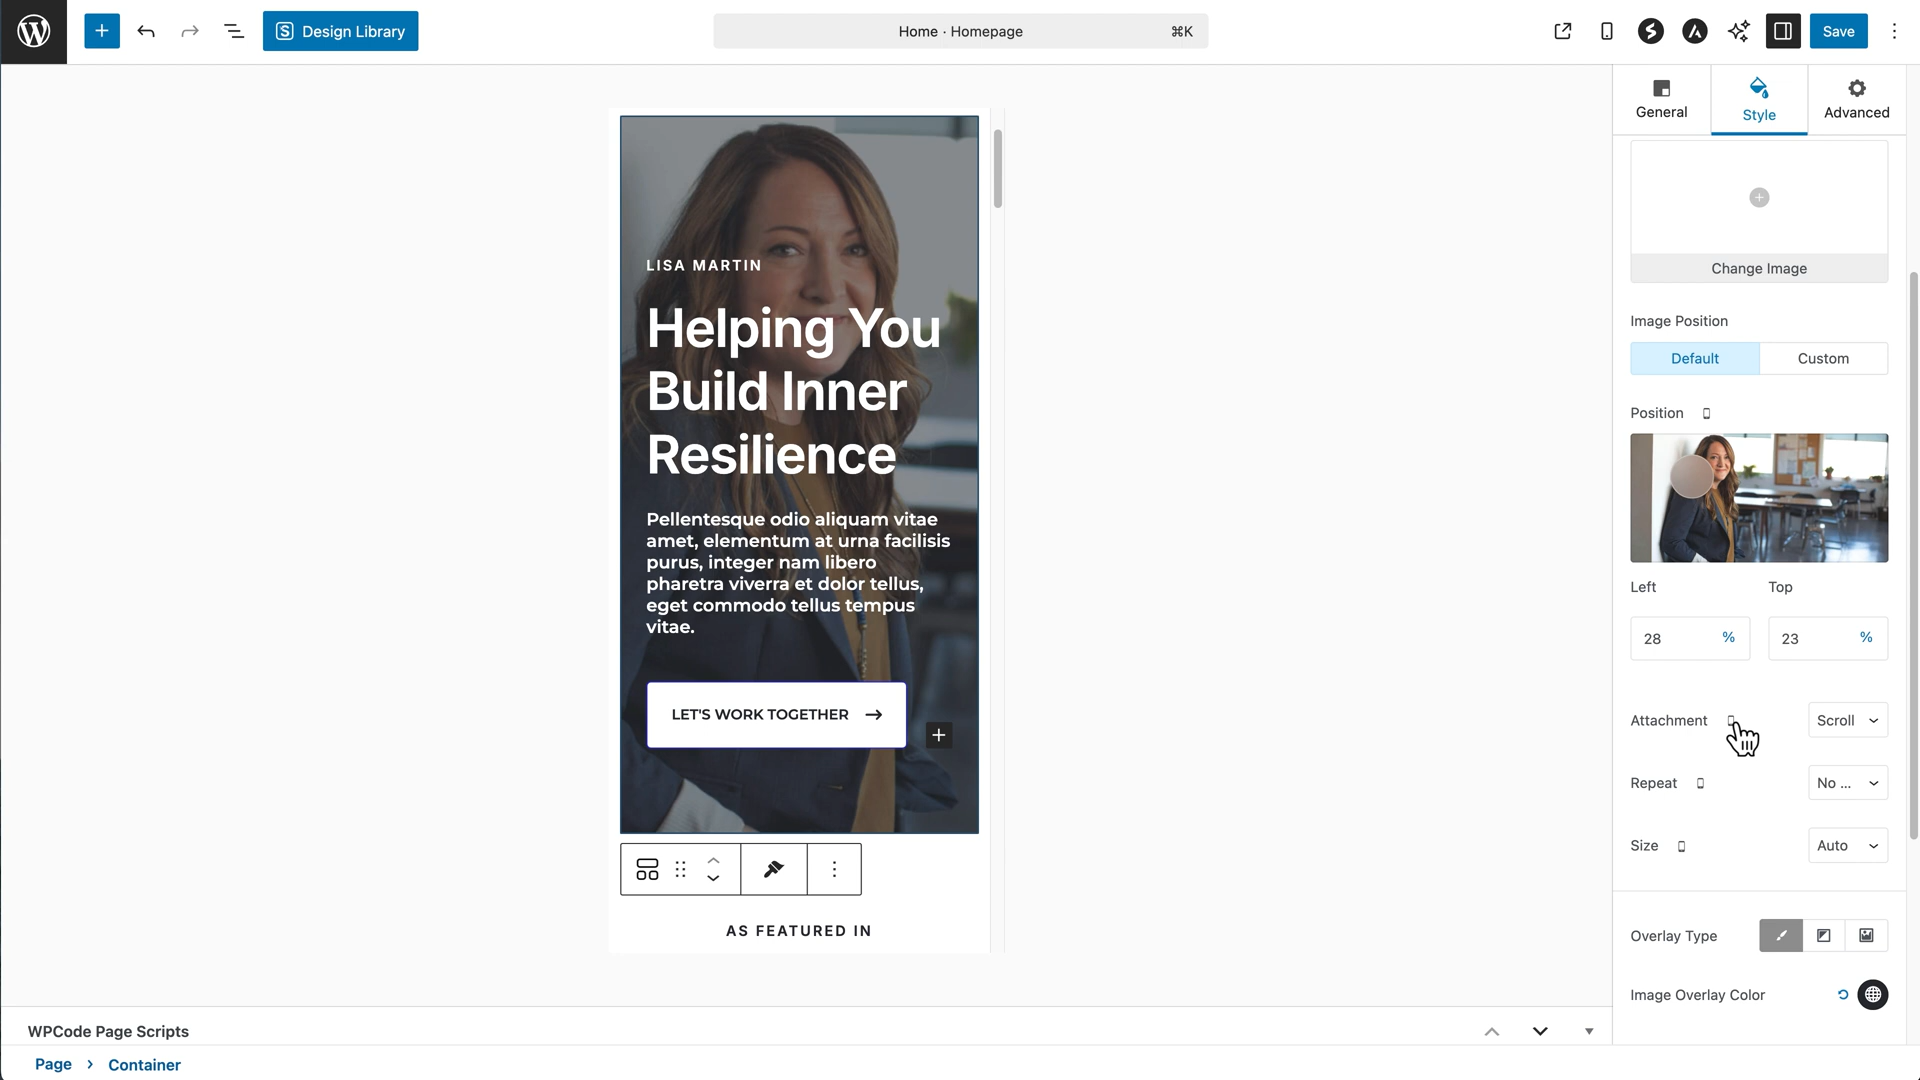 Design Library
Home · Homepage
⌘K
Save
General
Style
Advanced
Change Image
Image Position
Default
Custom
Position
Left
Top
28 %
23 %
Attachment
Scroll
Repeat
No ...
Size
Auto
Overlay Type
Image Overlay Color
LISA MARTIN
Helping You
Build Inner
Resilience
Pellentesque odio aliquam vitae
amet, elementum at urna facilisis
purus, integer nam libero
pharetra viverra et dolor tellus,
eget commodo tellus tempus
vitae.
LET'S WORK TOGETHER →
AS FEATURED IN
WPCode Page Scripts
Page › Container